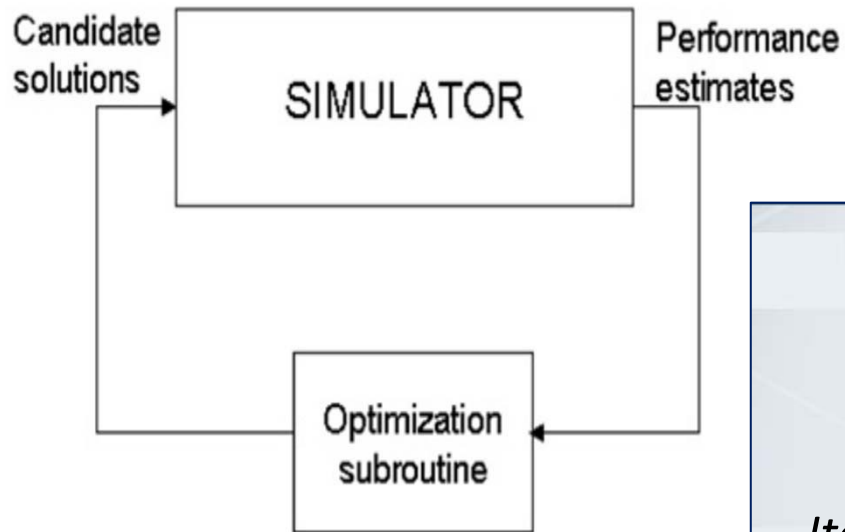 Candidate
solutions
SIMULATOR
Performance
estimates
Optimization
subroutine